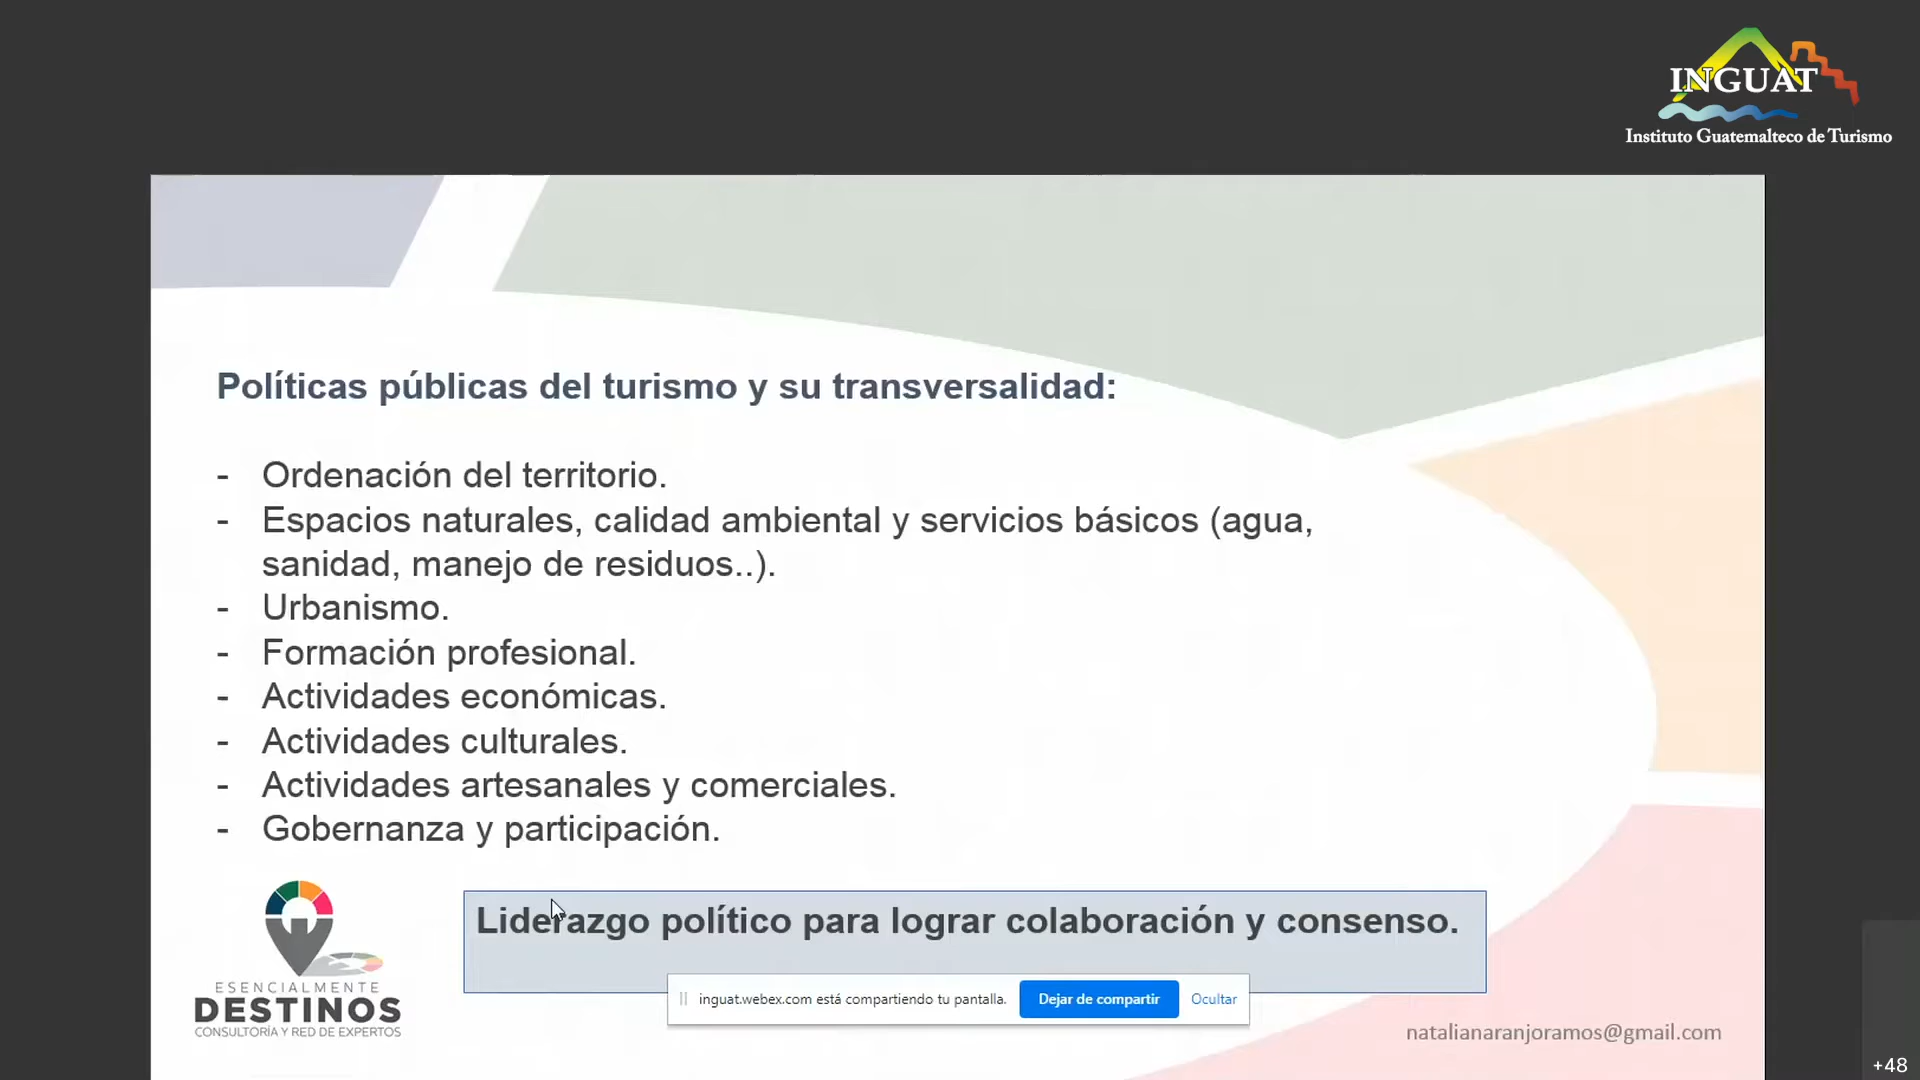 INGUAT
Instituto Guatemalteco de Turismo
Políticas públicas del turismo y su transversalidad:
- Ordenación del territorio.
- Espacios naturales, calidad ambiental y servicios básicos (agua,
sanidad, manejo de residuos..).
- Urbanismo.
- Formación profesional.
- Actividades económicas.
- Actividades culturales.
- Actividades artesanales y comerciales.
- Gobernanza y participación.
Liderazgo político para lograr colaboración y consenso.
ESENCIALMENTE
DESTINOS
CONSULTORÍA Y RED DE EXPERTOS
inguat.webex.com está compartiendo tu pantalla. Dejar de compartir Ocultar
natalianaranjoramos@gmail.com
+48